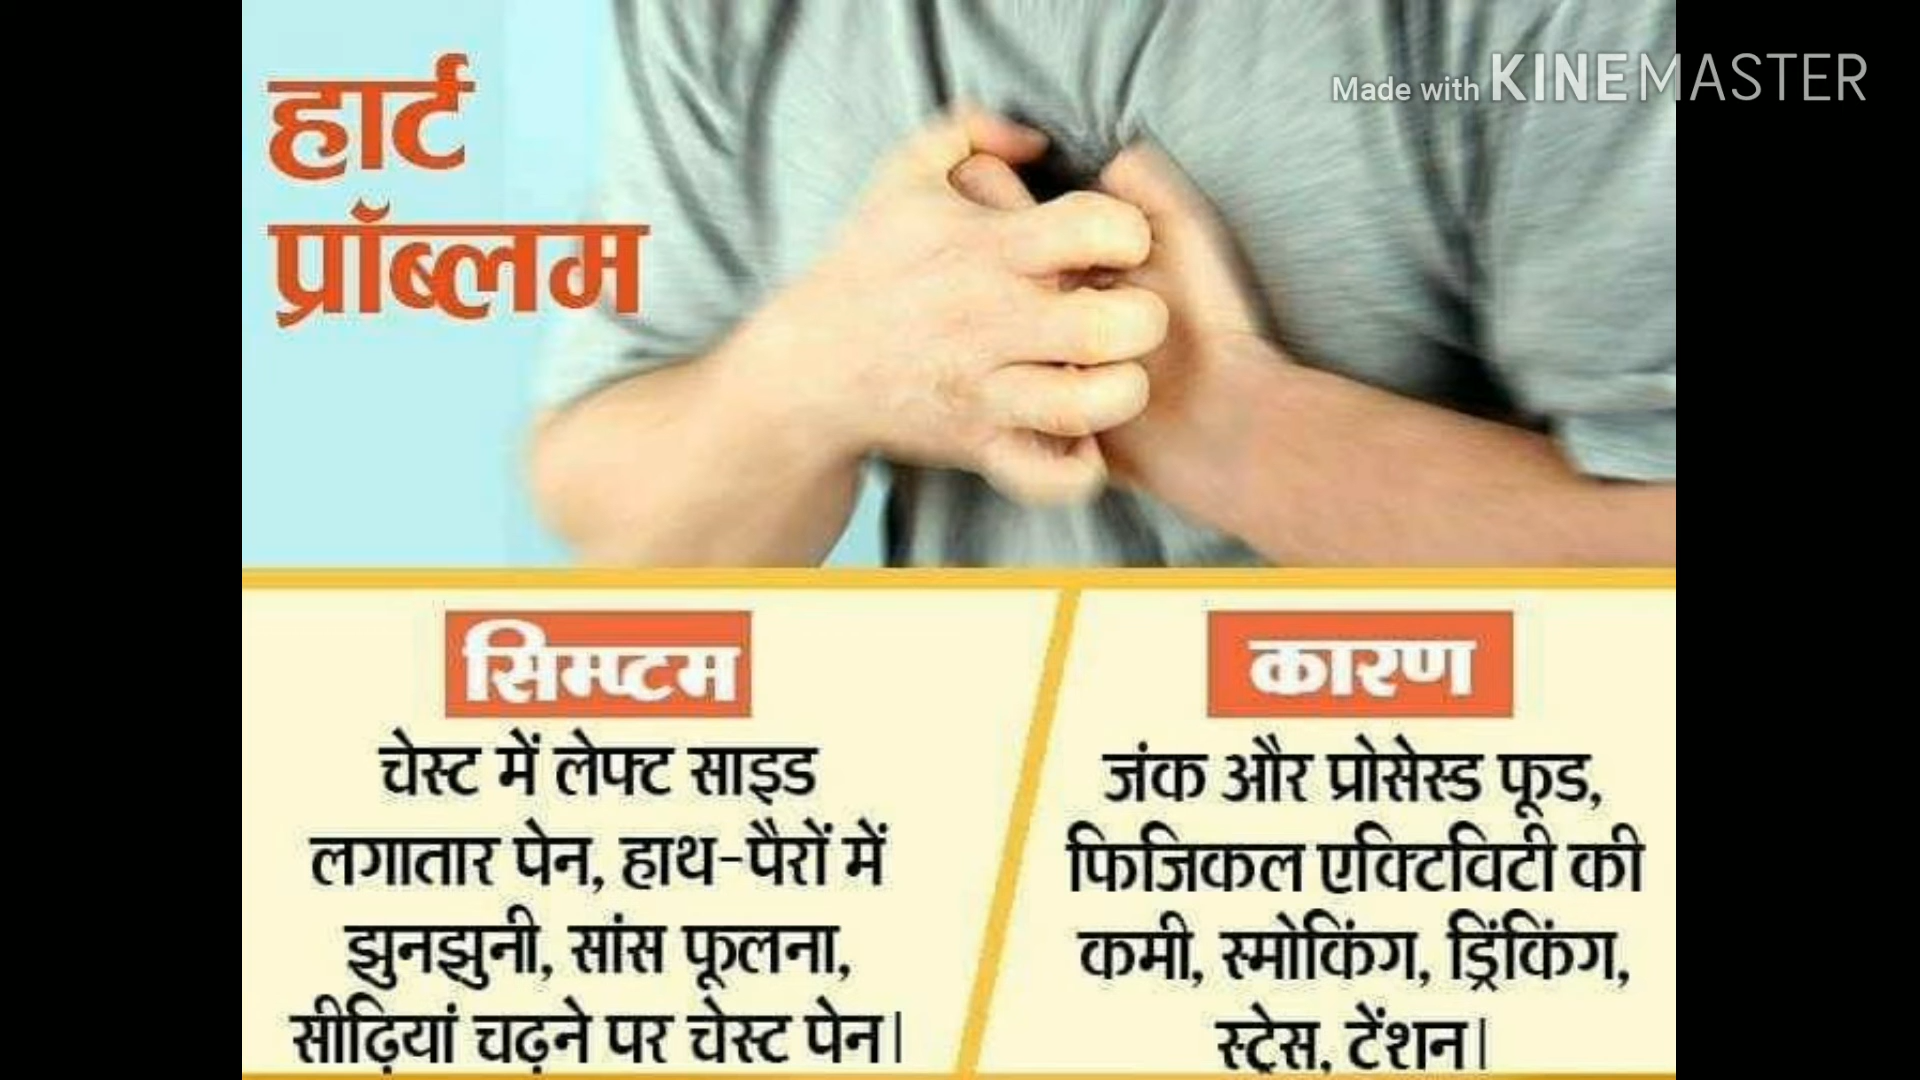 Made with KINEMASTER
हार्ट
प्रॉब्लम
सिम्प्टम
चेस्ट में लेफ्ट साइड
लगातार पेन, हाथ-पैरों में
झुनझुनी, सांस फूलना,
सीढ़ियां चढ़ने पर चेस्ट पेन।
कारण
जंक और प्रोसेस्ड फूड,
फिजिकल एक्टिविटी की
कमी, स्मोकिंग, ड्रिंकिंग,
स्ट्रेस, टेंशन।